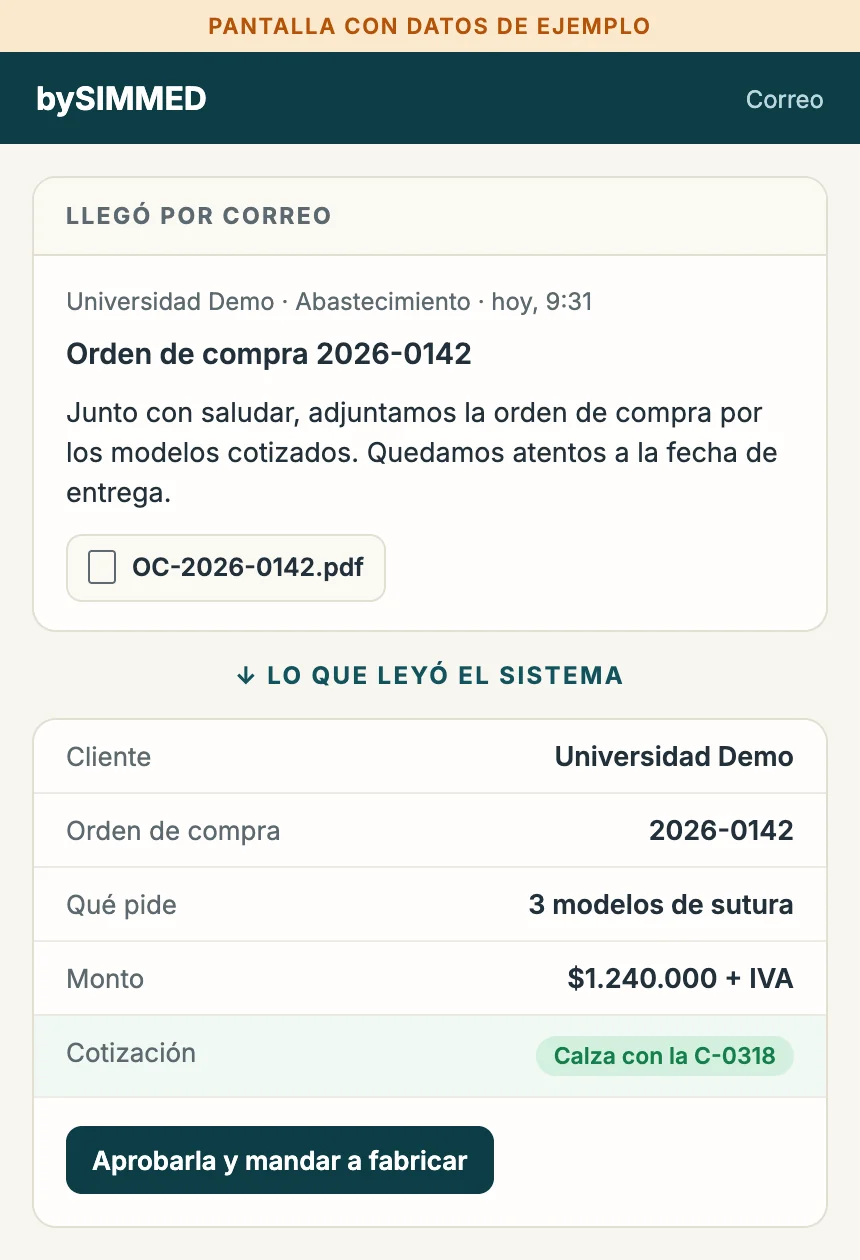 PANTALLA CON DATOS DE EJEMPLO
bySIMMED
Correo
LLEGÓ POR CORREO
Universidad Demo · Abastecimiento · hoy, 9:31
Orden de compra 2026-0142
Junto con saludar, adjuntamos la orden de compra por
los modelos cotizados. Quedamos atentos a la fecha de
entrega.
OC-2026-0142.pdf
↓ LO QUE LEYÓ EL SISTEMA
Cliente Universidad Demo
Orden de compra 2026-0142
Qué pide 3 modelos de sutura
Monto $1.240.000 + IVA
Cotización Calza con la C-0318
Aprobarla y mandar a fabricar